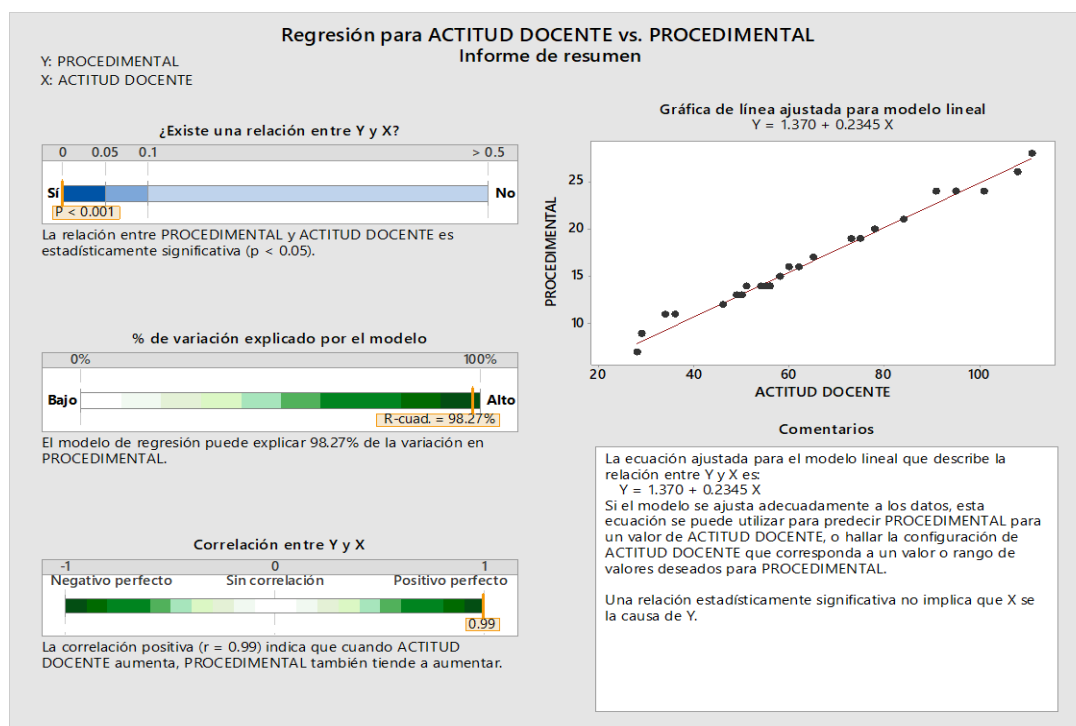 Regresión para ACTITUD DOCENTE vs. PROCEDIMENTAL
Informe de resumen
Y: PROCEDIMENTAL
X: ACTITUD DOCENTE
¿Existe una relación entre Y y X?
0 0.05 0.1 > 0.5
Sí No
P < 0.001
La relación entre PROCEDIMENTAL y ACTITUD DOCENTE es
estadísticamente significativa (p < 0.05).
% de variación explicado por el modelo
0% 100%
Bajo Alto
R-cuad. = 98.27%
El modelo de regresión puede explicar 98.27% de la variación en
PROCEDIMENTAL.
Correlación entre Y y X
-1 0 1
Negativo perfecto Sin correlación Positivo perfecto
0.99
La correlación positiva (r = 0.99) indica que cuando ACTITUD
DOCENTE aumenta, PROCEDIMENTAL también tiende a aumentar.
Gráfica de línea ajustada para modelo lineal
Y = 1.370 + 0.2345 X
25
20
15
10
PROCEDIMENTAL
20 40 60 80 100
ACTITUD DOCENTE
Comentarios
La ecuación ajustada para el modelo lineal que describe la
relación entre Y y X es:
Y = 1.370 + 0.2345 X
Si el modelo se ajusta adecuadamente a los datos, esta
ecuación se puede utilizar para predecir PROCEDIMENTAL para
un valor de ACTITUD DOCENTE, o hallar la configuración de
ACTITUD DOCENTE que corresponda a un valor o rango de
valores deseados para PROCEDIMENTAL.
Una relación estadísticamente significativa no implica que X se
la causa de Y.